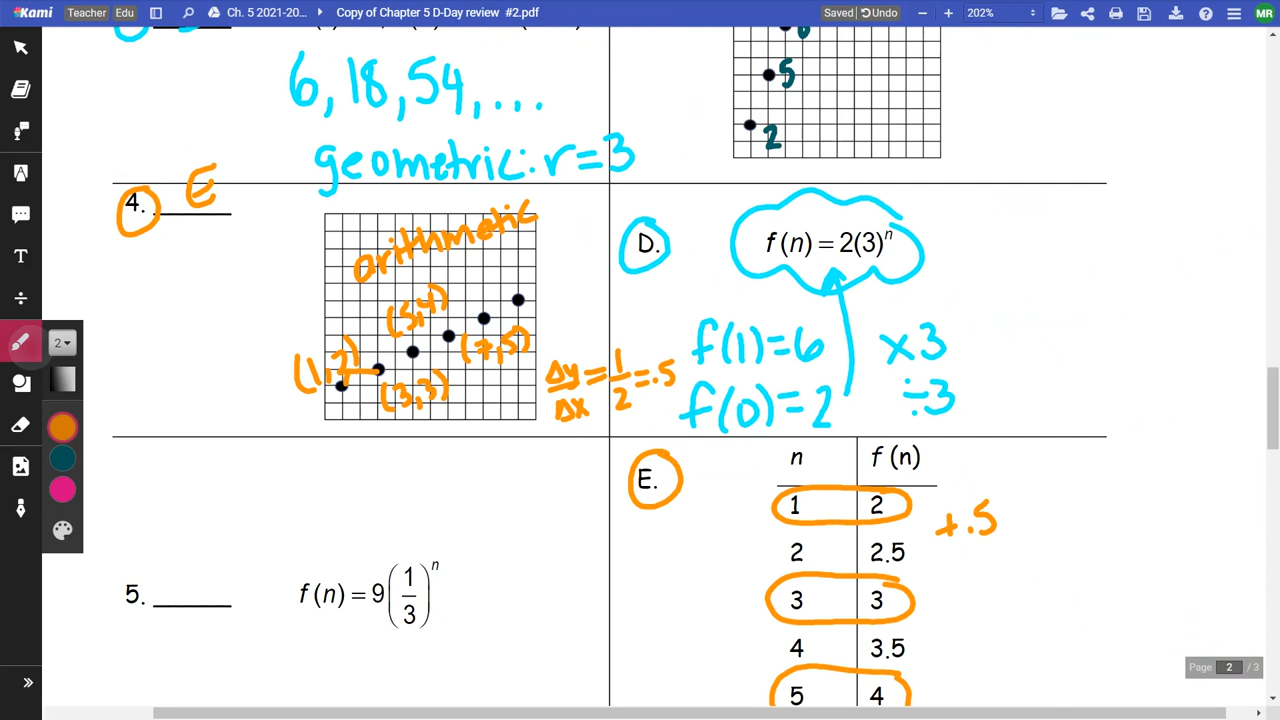 Kami
Teacher
Edu
Ch. 5 2021-20...
Copy of Chapter 5 D-Day review #2.pdf
Saved
Undo
202%
MR
6, 18, 54, ...
geometric: r=3
6
5
2
4. E
arithmetic
(1,2)
(3,3)
(5,4)
(7,5)
Δy/Δx = 1/2 = .5
D.
f(n) = 2(3)^n
f(1)=6 ×3
f(0)=2 ÷3
E.
n f(n)
1 2
+.5
2 2.5
3 3
4 3.5
5 4
5. ______ f(n) = 9(1/3)^n
2
Page 2 / 3